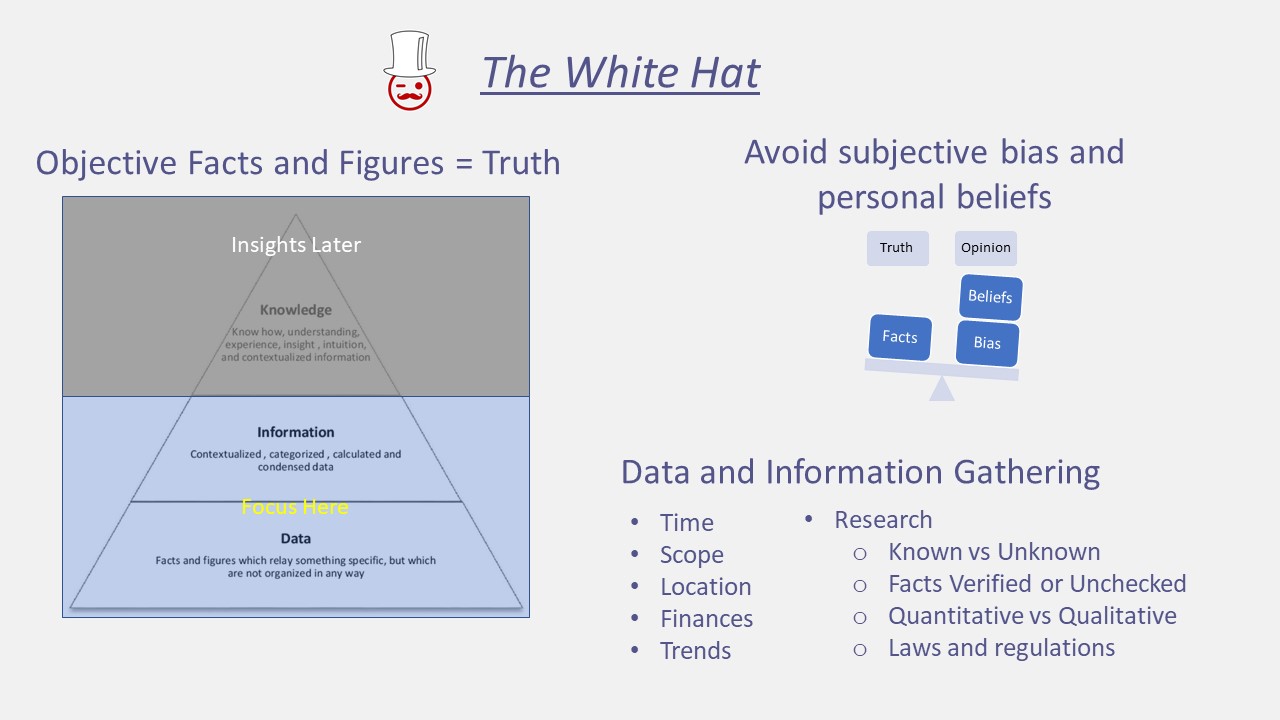 The White Hat
Objective Facts and Figures = Truth
Insights Later
Knowledge
Know how, understanding,
experience, insight , intuition,
and contextualized information
Information
Contextualized , categorized , calculated and
condensed data
Focus Here
Data
Facts and figures which relay something specific, but which
are not organized in any way
Avoid subjective bias and
personal beliefs
Truth
Opinion
Beliefs
Facts
Bias
Data and Information Gathering
• Time
• Scope
• Location
• Finances
• Trends
• Research
o Known vs Unknown
o Facts Verified or Unchecked
o Quantitative vs Qualitative
o Laws and regulations